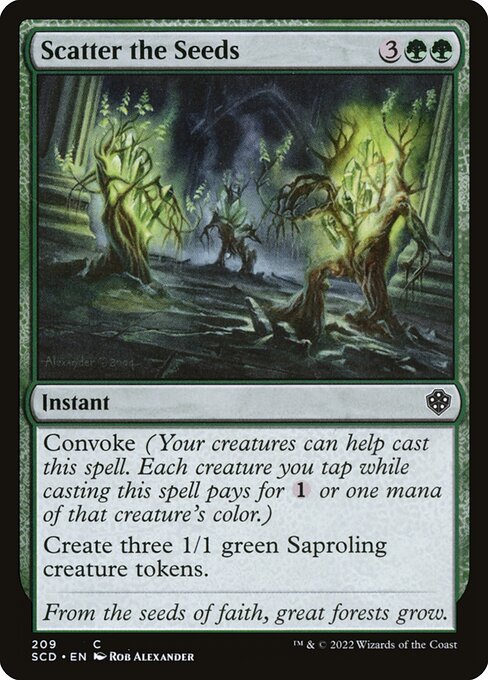 Scatter the Seeds 3
Alexander ©2004
Instant
Convoke (Your creatures can help cast
this spell. Each creature you tap while
casting this spell pays for 1 or one mana
of that creature's color.)
Create three 1/1 green Saproling
creature tokens.
From the seeds of faith, great forests grow.
209 C
SCD • EN Rob Alexander
™ & © 2022 Wizards of the Coast